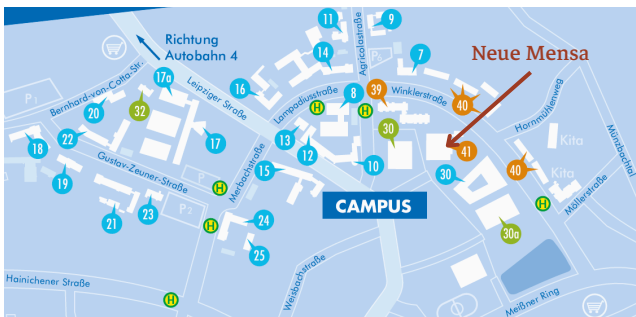 11
9
Richtung
Autobahn 4
Agricolastraße
P
14
7
Neue Mensa
Bernhard-von-Cotta-Str.
17a
16
Lampadiusstraße
8
39
Winklerstraße
40
P1
20
32
Leipziger Straße
H
H
30
Hornmühlenweg
22
17
13
12
Kita
Münzbachtal
18
10
41
Gustav-Zeuner-Straße
Merbachstraße
15
30
40
Kita
19
H
Möllerstraße
21
23
P2
CAMPUS
H
H
24
30a
25
Hainichener Straße
Weisbachstraße
H
Meißner Ring